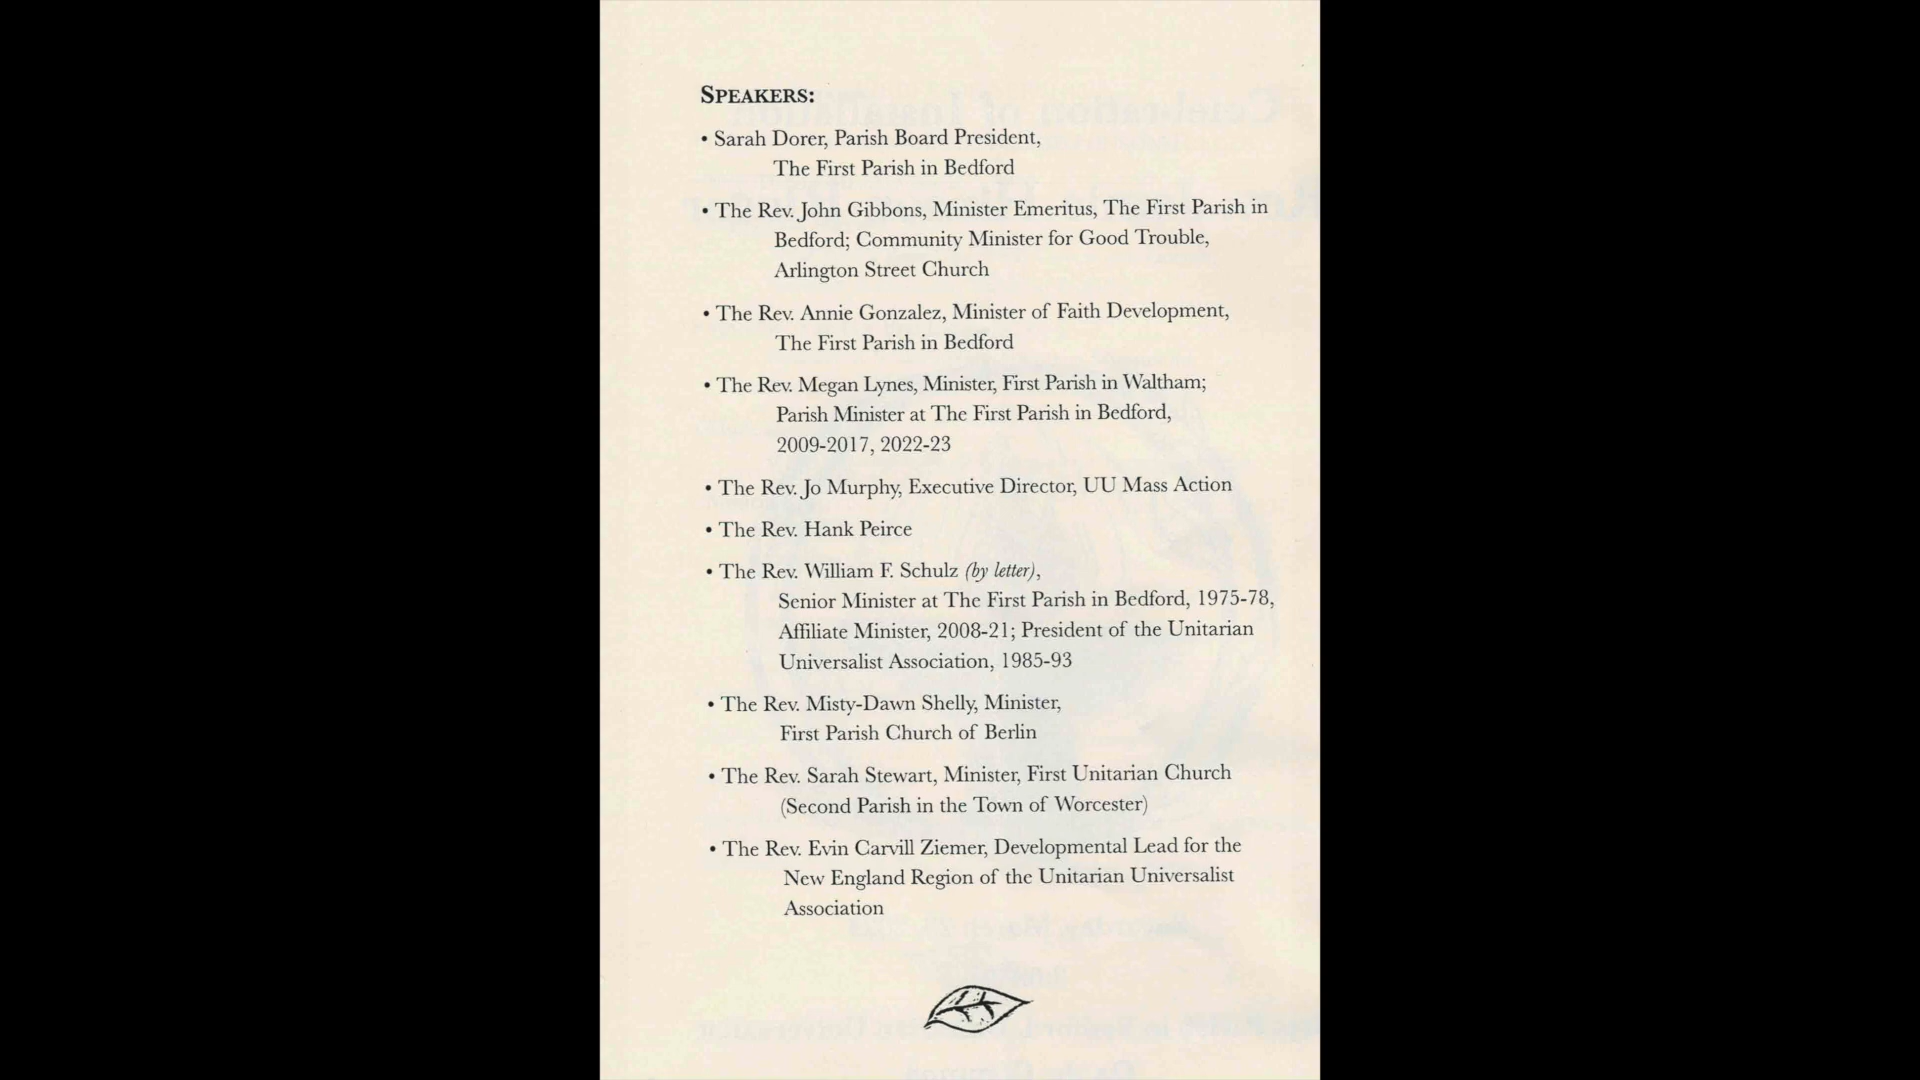 SPEAKERS:
• Sarah Dorer, Parish Board President,
The First Parish in Bedford
• The Rev. John Gibbons, Minister Emeritus, The First Parish in
Bedford; Community Minister for Good Trouble,
Arlington Street Church
• The Rev. Annie Gonzalez, Minister of Faith Development,
The First Parish in Bedford
• The Rev. Megan Lynes, Minister, First Parish in Waltham;
Parish Minister at The First Parish in Bedford,
2009-2017, 2022-23
• The Rev. Jo Murphy, Executive Director, UU Mass Action
• The Rev. Hank Peirce
• The Rev. William F. Schulz (by letter),
Senior Minister at The First Parish in Bedford, 1975-78,
Affiliate Minister, 2008-21; President of the Unitarian
Universalist Association, 1985-93
• The Rev. Misty-Dawn Shelly, Minister,
First Parish Church of Berlin
• The Rev. Sarah Stewart, Minister, First Unitarian Church
(Second Parish in the Town of Worcester)
• The Rev. Evin Carvill Ziemer, Developmental Lead for the
New England Region of the Unitarian Universalist
Association